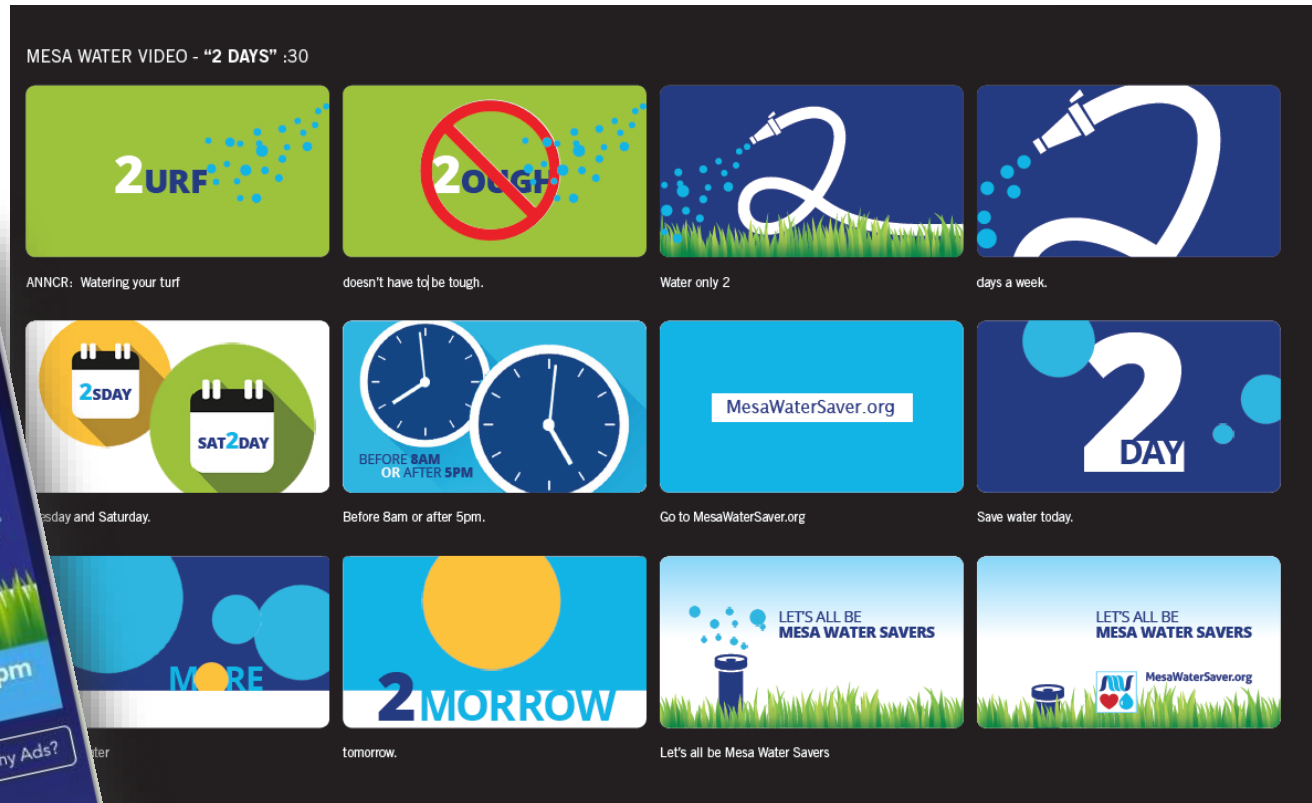 MESA WATER VIDEO - “2 DAYS” :30
2URF
2OUGH
ANNCR: Watering your turf
doesn't have to be tough.
Water only 2
days a week.
2SDAY
SAT2DAY
BEFORE 8AM
OR AFTER 5PM
MesaWaterSaver.org
2
DAY
and Saturday.
Before 8am or after 5pm.
Go to MesaWaterSaver.org
Save water today.
MORE
2MORROW
LET'S ALL BE
MESA WATER SAVERS
LET'S ALL BE
MESA WATER SAVERS
MesaWaterSaver.org
tomorrow.
Let's all be Mesa Water Savers
pm
Ads?